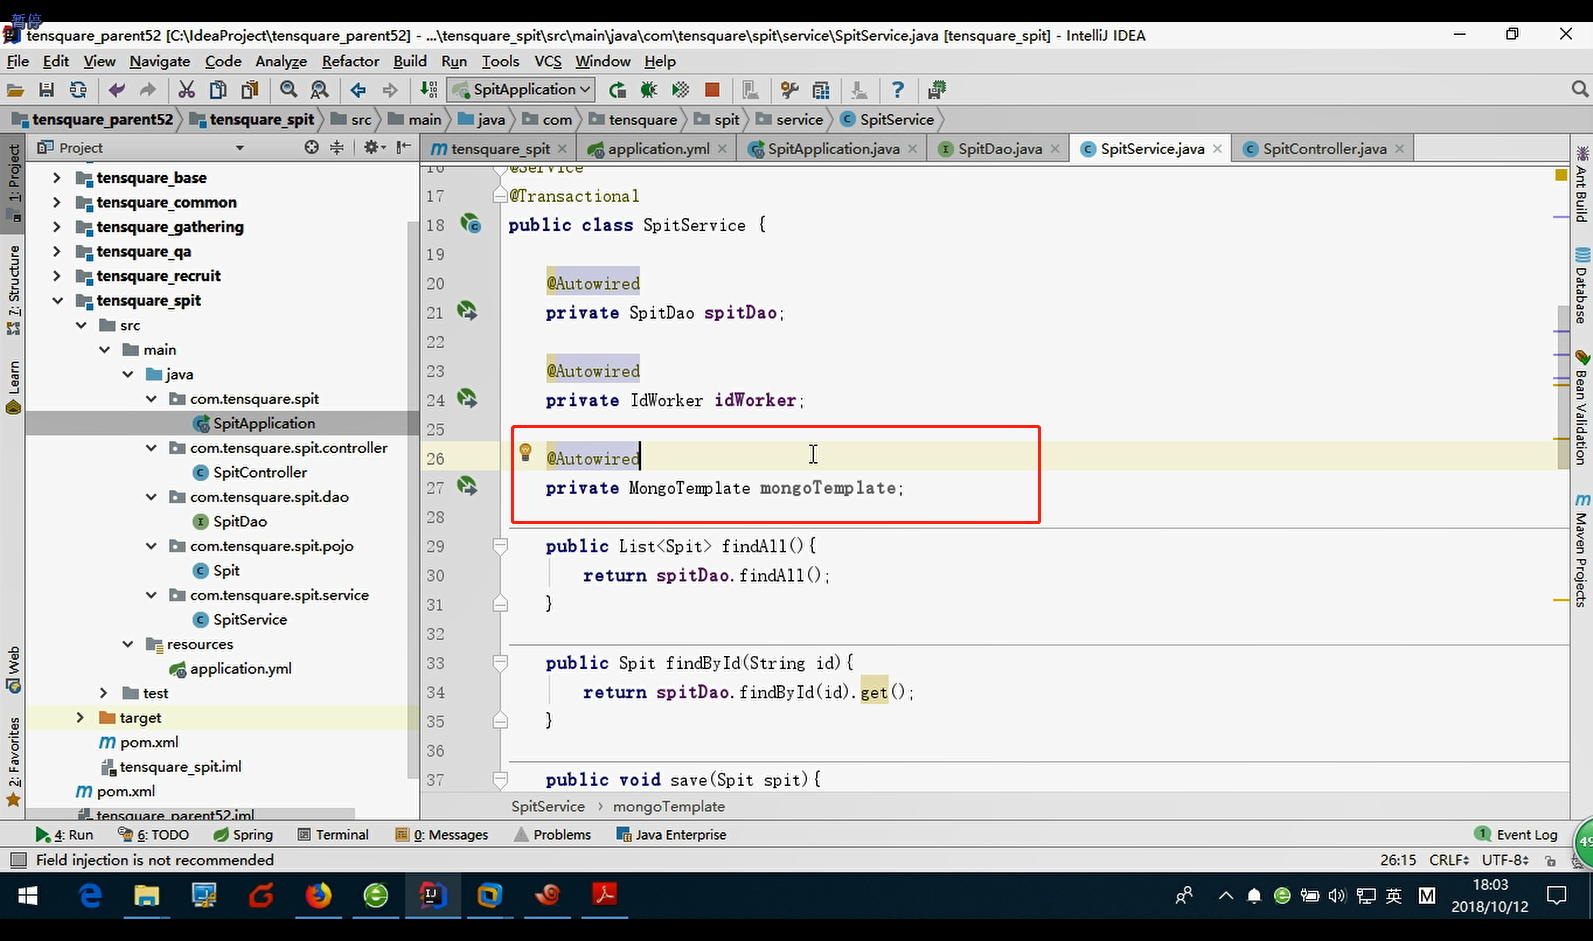 暂停
tensquare_parent52 [C:\IdeaProject\tensquare_parent52] - ...\tensquare_spit\src\main\java\com\tensquare\spit\service\SpitService.java [tensquare_spit] - IntelliJ IDEA
File Edit View Navigate Code Analyze Refactor Build Run Tools VCS Window Help
SpitApplication
tensquare_parent52 tensquare_spit src main java com tensquare spit service SpitService
Project
tensquare_spit application.yml SpitApplication.java SpitDao.java SpitService.java SpitController.java
1: Project
7: Structure
Learn
Web
2: Favorites
tensquare_base
tensquare_common
tensquare_gathering
tensquare_qa
tensquare_recruit
tensquare_spit
src
main
java
com.tensquare.spit
SpitApplication
com.tensquare.spit.controller
SpitController
com.tensquare.spit.dao
SpitDao
com.tensquare.spit.pojo
Spit
com.tensquare.spit.service
SpitService
resources
application.yml
test
target
pom.xml
tensquare_spit.iml
pom.xml
tensquare_parent52.iml
16 @Service
17 @Transactional
18 public class SpitService {
19
20 @Autowired
21 private SpitDao spitDao;
22
23 @Autowired
24 private IdWorker idWorker;
25
26 @Autowired
27 private MongoTemplate mongoTemplate;
28
29 public List<Spit> findAll(){
30 return spitDao.findAll();
31 }
32
33 public Spit findById(String id){
34 return spitDao.findById(id).get();
35 }
36
37 public void save(Spit spit){
SpitService › mongoTemplate
Ant Build
Database
Bean Validation
Maven Projects
4: Run 6: TODO Spring Terminal 0: Messages Problems Java Enterprise 1 Event Log
Field injection is not recommended 26:15 CRLF UTF-8
49
英 M 18:03
2018/10/12